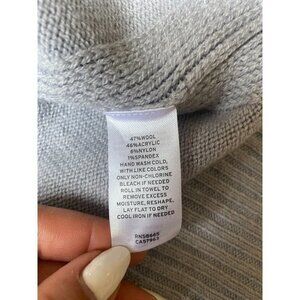 47%WOOL
46%ACRYLIC
6%NYLON
1%SPANDEX
HAND WASH COLD,
WITH LIKE COLORS
ONLY NON-CHLORINE
BLEACH IF NEEDED
ROLL IN TOWEL TO
REMOVE EXCESS
MOISTURE, RESHAPE,
LAY FLAT TO DRY
COOL IRON IF NEEDED
RN56665
CA57963